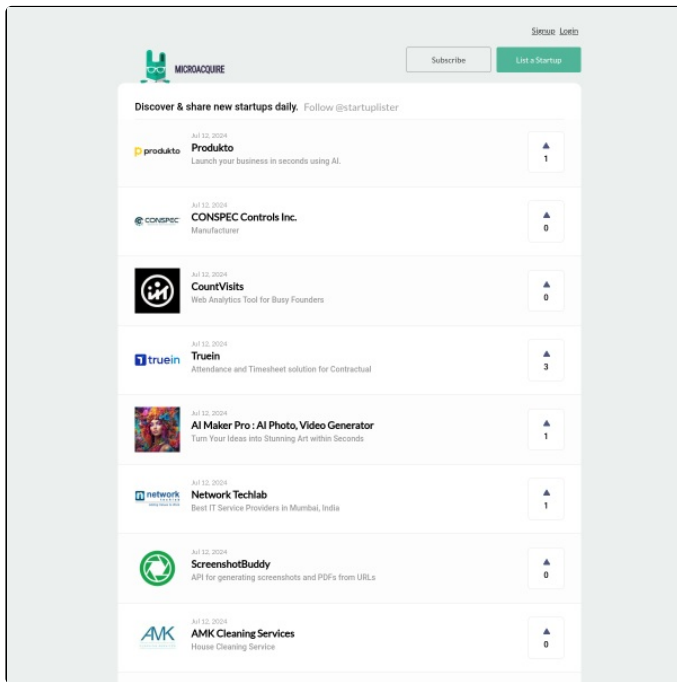 Signup Login
MICROACQUIRE
Subscribe
List a Startup
Discover & share new startups daily. Follow @startuplister
Jul 12, 2024
produkto
Produkto
Launch your business in seconds using AI.
1
Jul 12, 2024
CONSPEC
CONSPEC Controls Inc.
Manufacturer
0
Jul 12, 2024
CountVisits
Web Analytics Tool for Busy Founders
0
Jul 12, 2024
truein
Truein
Attendance and Timesheet solution for Contractual
3
Jul 12, 2024
AI Maker Pro : AI Photo, Video Generator
Turn Your Ideas into Stunning Art within Seconds
1
Jul 12, 2024
network
Network Techlab
Best IT Service Providers in Mumbai, India
1
Jul 12, 2024
ScreenshotBuddy
API for generating screenshots and PDFs from URLs
0
Jul 12, 2024
AMK
AMK Cleaning Services
House Cleaning Service
0